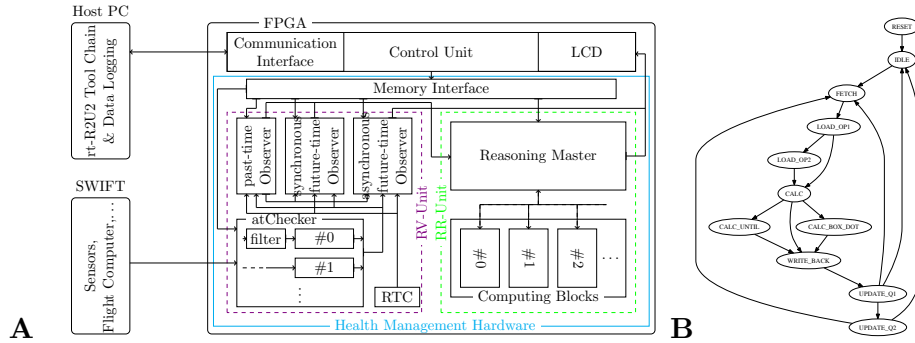 Host PC
rt-R2U2 Tool Chain
& Data Logging
SWIFT
Sensors,
Flight Computer,...
A
FPGA
Communication
Interface
Control Unit
LCD
Memory Interface
past-time
Observer
synchronous
future-time
Observer
asynchronous
future-time
Observer
RV-Unit
atChecker
filter
#0
#1
⋮
RTC
RR-Unit
Reasoning Master
#0
#1
#2
...
Computing Blocks
Health Management Hardware
B
RESET
IDLE
FETCH
LOAD_OP1
LOAD_OP2
CALC
CALC_UNTIL
CALC_BOX_DOT
WRITE_BACK
UPDATE_Q1
UPDATE_Q2